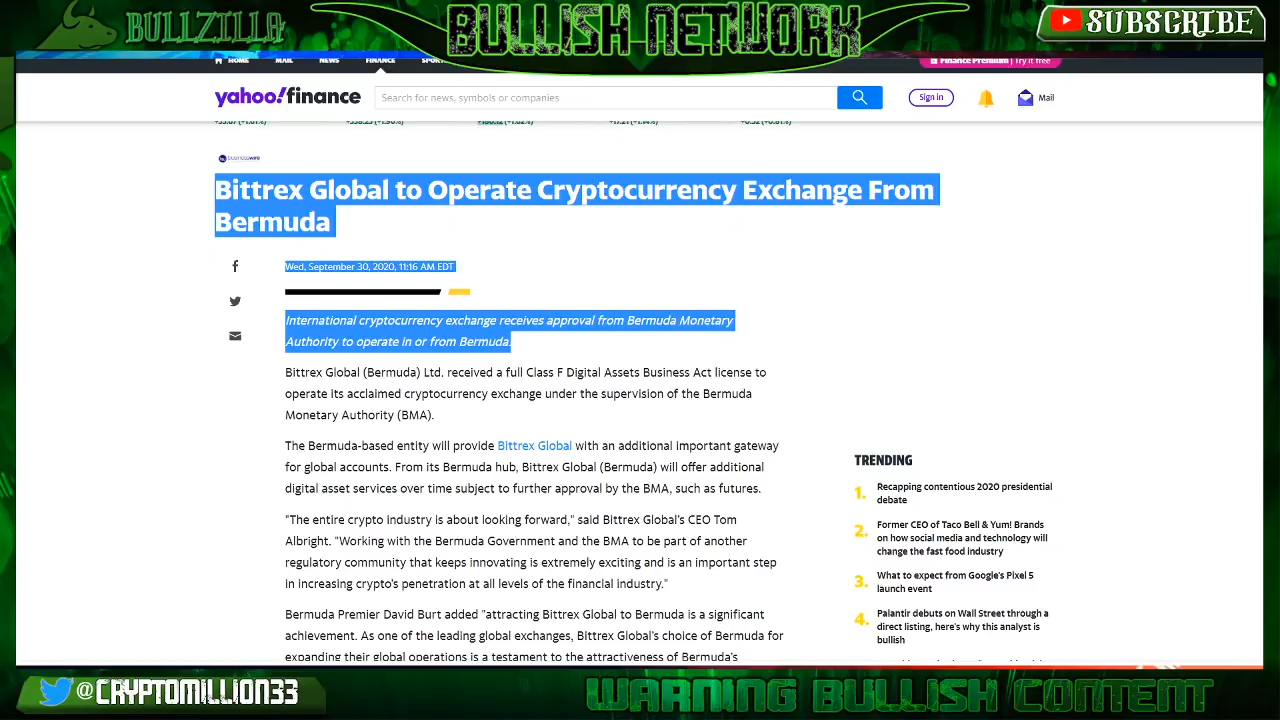 BULLZILLA
BULLISH NETWORK
SUBSCRIBE
HOME MAIL NEWS FINANCE
Finance Premium | Try it free
yahoo!finance
Search for news, symbols or companies
Sign in
Mail
businesswire
Bittrex Global to Operate Cryptocurrency Exchange From
Bermuda
Wed, September 30, 2020, 11:16 AM EDT
International cryptocurrency exchange receives approval from Bermuda Monetary
Authority to operate in or from Bermuda.
Bittrex Global (Bermuda) Ltd. received a full Class F Digital Assets Business Act license to
operate its acclaimed cryptocurrency exchange under the supervision of the Bermuda
Monetary Authority (BMA).
The Bermuda-based entity will provide Bittrex Global with an additional important gateway
for global accounts. From its Bermuda hub, Bittrex Global (Bermuda) will offer additional
digital asset services over time subject to further approval by the BMA, such as futures.
"The entire crypto industry is about looking forward," said Bittrex Global's CEO Tom
Albright. "Working with the Bermuda Government and the BMA to be part of another
regulatory community that keeps innovating is extremely exciting and is an important step
in increasing crypto's penetration at all levels of the financial industry."
Bermuda Premier David Burt added "attracting Bittrex Global to Bermuda is a significant
achievement. As one of the leading global exchanges, Bittrex Global's choice of Bermuda for
expanding their global operations is a testament to the attractiveness of Bermuda's
TRENDING
1. Recapping contentious 2020 presidential
debate
2. Former CEO of Taco Bell & Yum! Brands
on how social media and technology will
change the fast food industry
3. What to expect from Google's Pixel 5
launch event
4. Palantir debuts on Wall Street through a
direct listing, here's why this analyst is
bullish
@CRYPTOMILLION33
WARNING BULLISH CONTENT